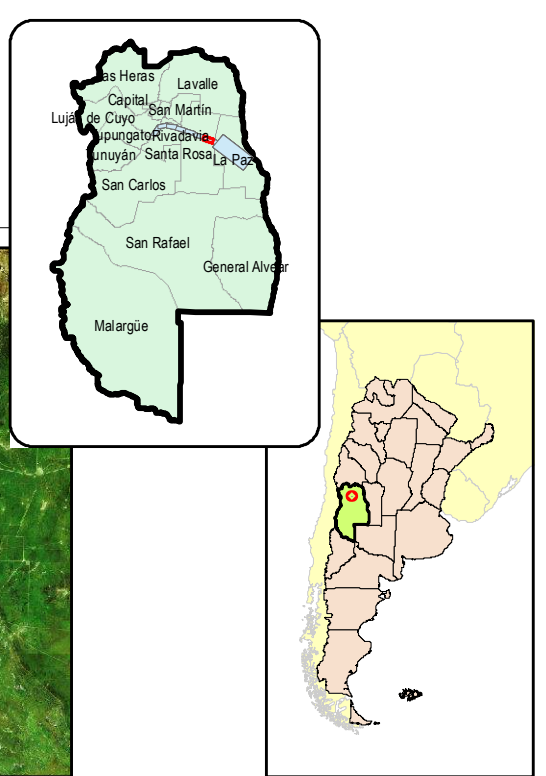 as Heras
Lavalle
Capital
San Martín
Luján de Cuyo
upungato
Rivadavia
unuyán
Santa Rosa
La Paz
San Carlos
San Rafael
General Alvear
Malargüe